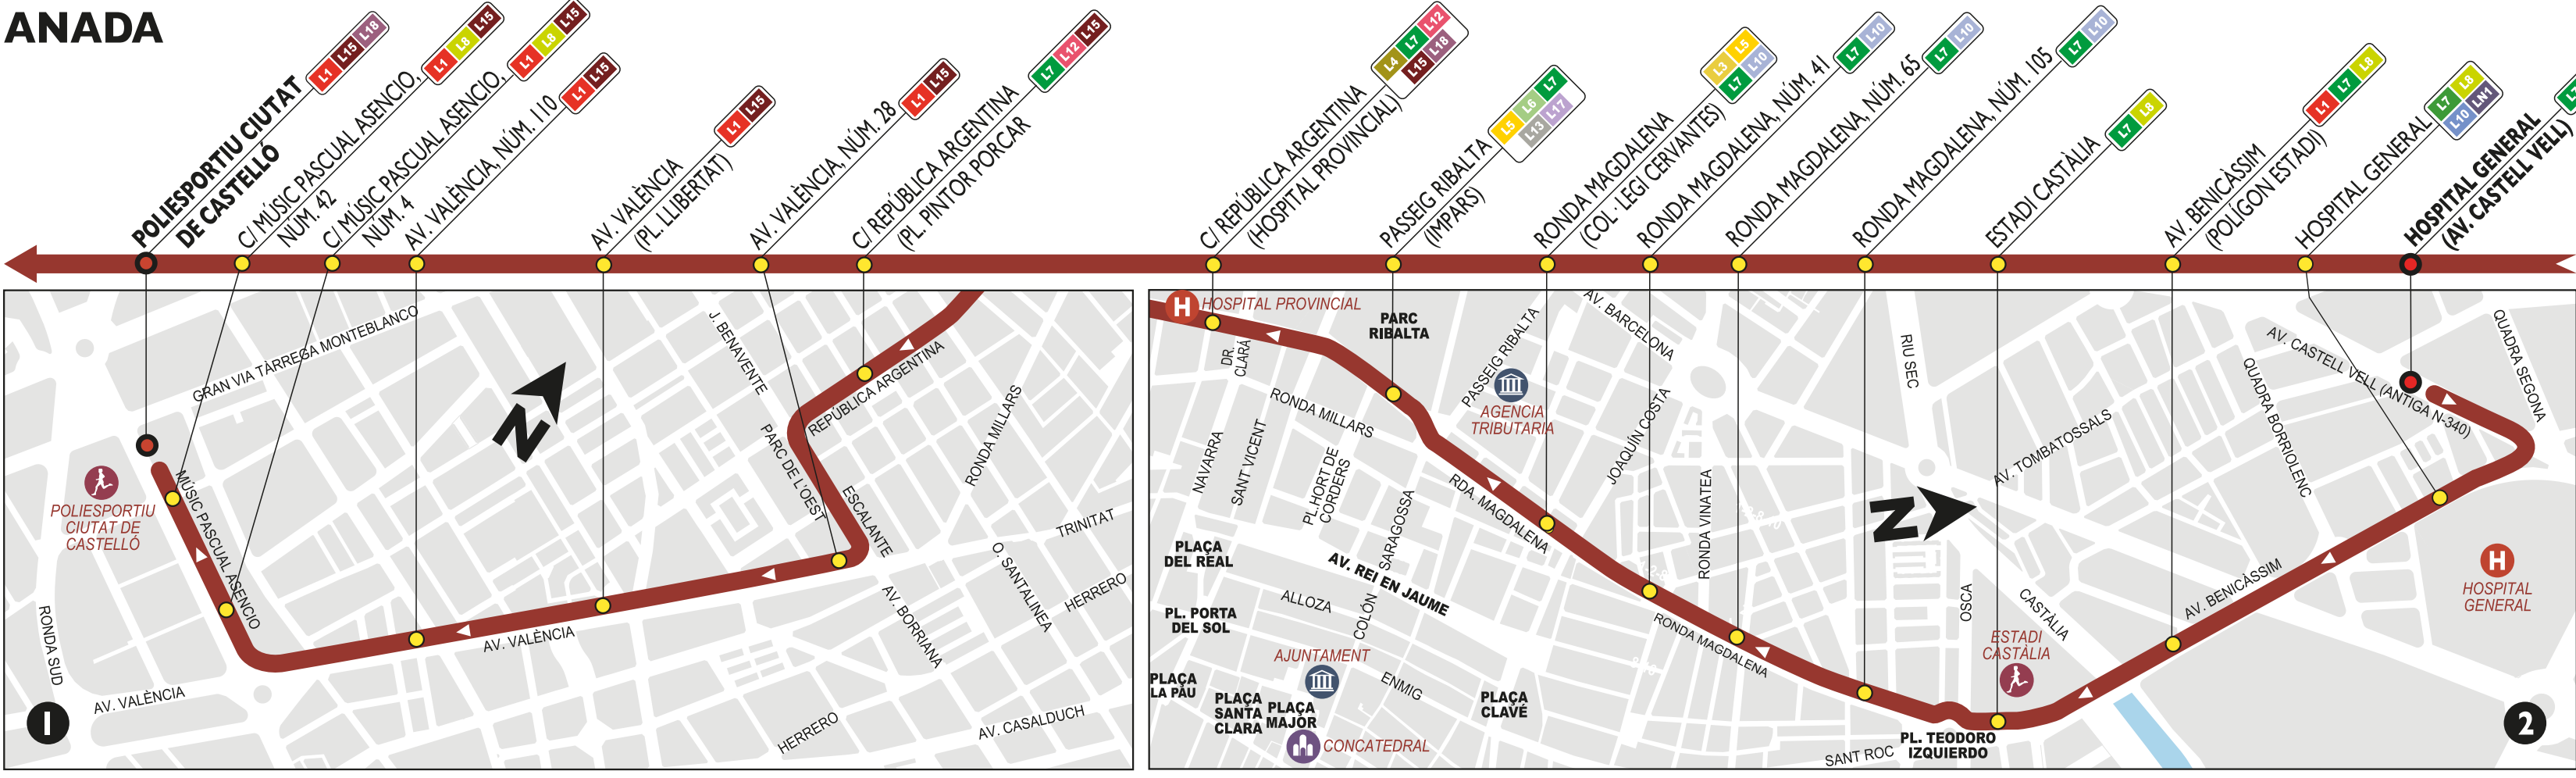 ANADA
POLIESPORTIU CIUTAT
DE CASTELLÓ
L1 L15 L18
C/ MÚSIC PASCUAL ASENCIO,
NÚM. 42
L1 L8 L15
C/ MÚSIC PASCUAL ASENCIO,
NÚM. 4
L1 L8 L15
AV. VALÈNCIA, NÚM. 110
L1 L15
AV. VALÈNCIA
(PL. LLIBERTAT)
L1 L15
AV. VALÈNCIA, NÚM. 28
L1 L15
C/ REPÚBLICA ARGENTINA
(PL. PINTOR PORCAR
L7 L12 L15
C/ REPÚBLICA ARGENTINA
(HOSPITAL PROVINCIAL)
L4 L7 L12
L15 L18
PASSEIG RIBALTA
(IMPARS)
L5 L6 L7
L13 L17
RONDA MAGDALENA
(COL·LEGI CERVANTES)
L3 L5
L7 L10
RONDA MAGDALENA, NÚM. 41
L7 L10
RONDA MAGDALENA, NÚM. 65
L7 L10
RONDA MAGDALENA, NÚM. 105
L7 L10
ESTADI CASTÀLIA
L7 L8
AV. BENICÀSSIM
(POLÍGON ESTADI)
L1 L7 L8
HOSPITAL GENERAL
L7 L8
L10 LN1
HOSPITAL GENERAL
(AV. CASTELL VELL)
GRAN VIA TÀRREGA MONTEBLANCO
N
J. BENAVENTE
REPÚBLICA ARGENTINA
RONDA MILLARS
PARC DE L'OEST
ESCALANTE
TRINITAT
O. SANTALINEA
HERRERO
AV. BORRIANA
AV. CASALDUCH
HERRERO
AV. VALÈNCIA
MÚSIC PASCUAL ASENCIO
POLIESPORTIU
CIUTAT DE
CASTELLÓ
RONDA SUD
AV. VALÈNCIA
1
H
HOSPITAL PROVINCIAL
PARC
RIBALTA
DR.
CLARÁ
RONDA MILLARS
PASSEIG RIBALTA
AV. BARCELONA
AGENCIA
TRIBUTARIA
NAVARRA
SANT VICENT
PL.HORT DE
CORDERS
SARAGOSSA
RDA. MAGDALENA
JOAQUÍN COSTA
RONDA VINATEA
RIU SEC
AV. TOMBATOSSALS
N
QUADRA BORRIOLENC
AV. CASTELL VELL (ANTIGA N-340)
QUADRA SEGONA
PLAÇA
DEL REAL
AV. REI EN JAUME
PL. PORTA
DEL SOL
ALLOZA
COLÓN
AJUNTAMENT
ENMIG
PLAÇA
LA PAU
PLAÇA
SANTA
CLARA
PLAÇA
MAJOR
CONCATEDRAL
PLAÇA
CLAVÉ
RONDA MAGDALENA
OSCA
CASTÀLIA
ESTADI
CASTÀLIA
PL. TEODORO
IZQUIERDO
SANT ROC
AV. BENICÀSSIM
H
HOSPITAL
GENERAL
2